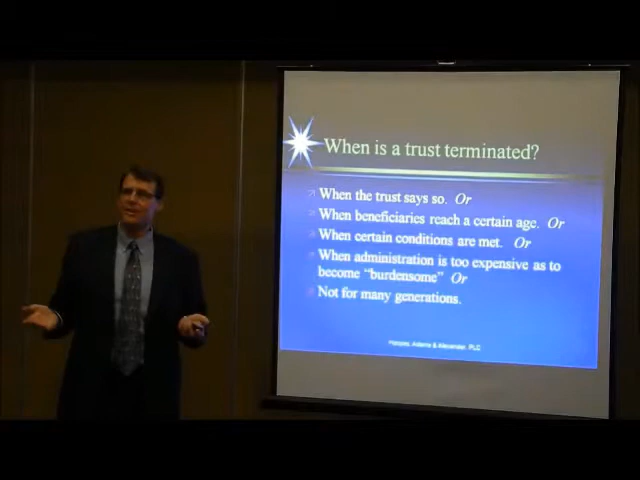 When is a trust terminated?
When the trust says so. Or
When beneficiaries reach a certain age. Or
When certain conditions are met. Or
When administration is too expensive as to
become "burdensome" Or
Not for many generations.
Adams & Alexander, PLC